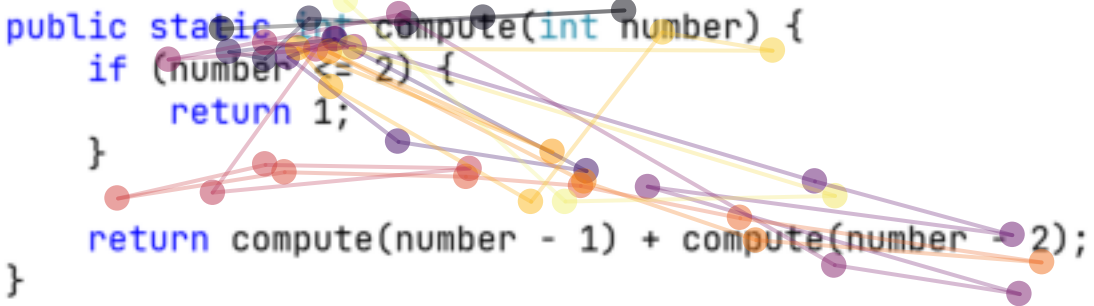 public static int compute(int number) {
if (number <= 2) {
return 1;
}
return compute(number - 1) + compute(number - 2);
}